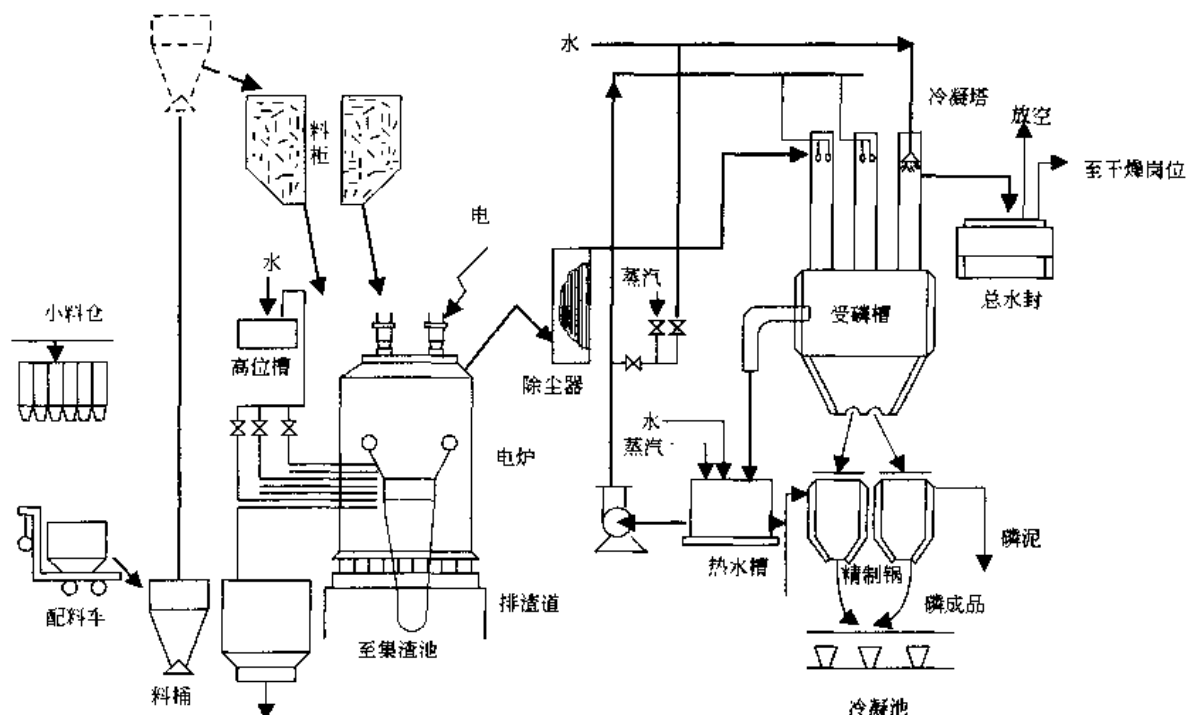 水
冷凝塔
放空
至干燥岗位
料
柜
电
水
蒸汽
小料仓
高位槽
受磷槽
总水封
除尘器
水
蒸汽
电炉
磷泥
热水槽
精制锅
磷成品
配料车
排渣道
至集渣池
料桶
冷凝池